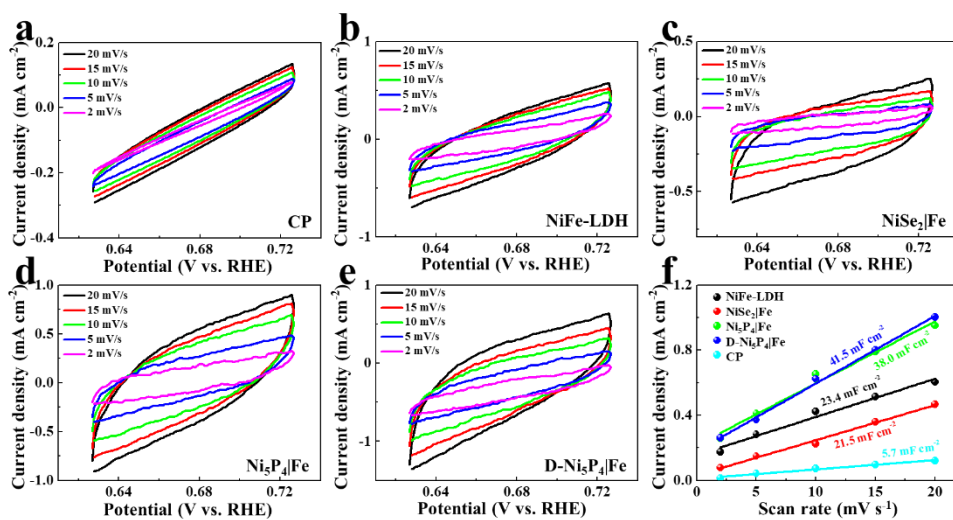 a
0.2
0.0
-0.2
-0.4
Current density (mA cm⁻²)
20 mV/s
15 mV/s
10 mV/s
5 mV/s
2 mV/s
CP
0.64 0.68 0.72
Potential (V vs. RHE)
b
1
0
-1
Current density (mA cm⁻²)
20 mV/s
15 mV/s
10 mV/s
5 mV/s
2 mV/s
NiFe-LDH
0.64 0.68 0.72
Potential (V vs. RHE)
c
0.5
0.0
-0.5
Current density (mA cm⁻²)
20 mV/s
15 mV/s
10 mV/s
5 mV/s
2 mV/s
NiSe₂|Fe
0.64 0.68 0.72
Potential (V vs. RHE)
d
1.0
0.5
0.0
-0.5
-1.0
Current density (mA cm⁻²)
20 mV/s
15 mV/s
10 mV/s
5 mV/s
2 mV/s
Ni₅P₄|Fe
0.64 0.68 0.72
Potential (V vs. RHE)
e
1
0
-1
Current density (mA cm⁻²)
20 mV/s
15 mV/s
10 mV/s
5 mV/s
2 mV/s
D-Ni₅P₄|Fe
0.64 0.68 0.72
Potential (V vs. RHE)
f
1.2
0.8
0.4
0.0
Current density (mA cm⁻²)
NiFe-LDH
NiSe₂|Fe
Ni₅P₄|Fe
D-Ni₅P₄|Fe
CP
41.5 mF cm⁻²
38.0 mF cm⁻²
23.4 mF cm⁻²
21.5 mF cm⁻²
5.7 mF cm⁻²
0 5 10 15 20
Scan rate (mV s⁻¹)